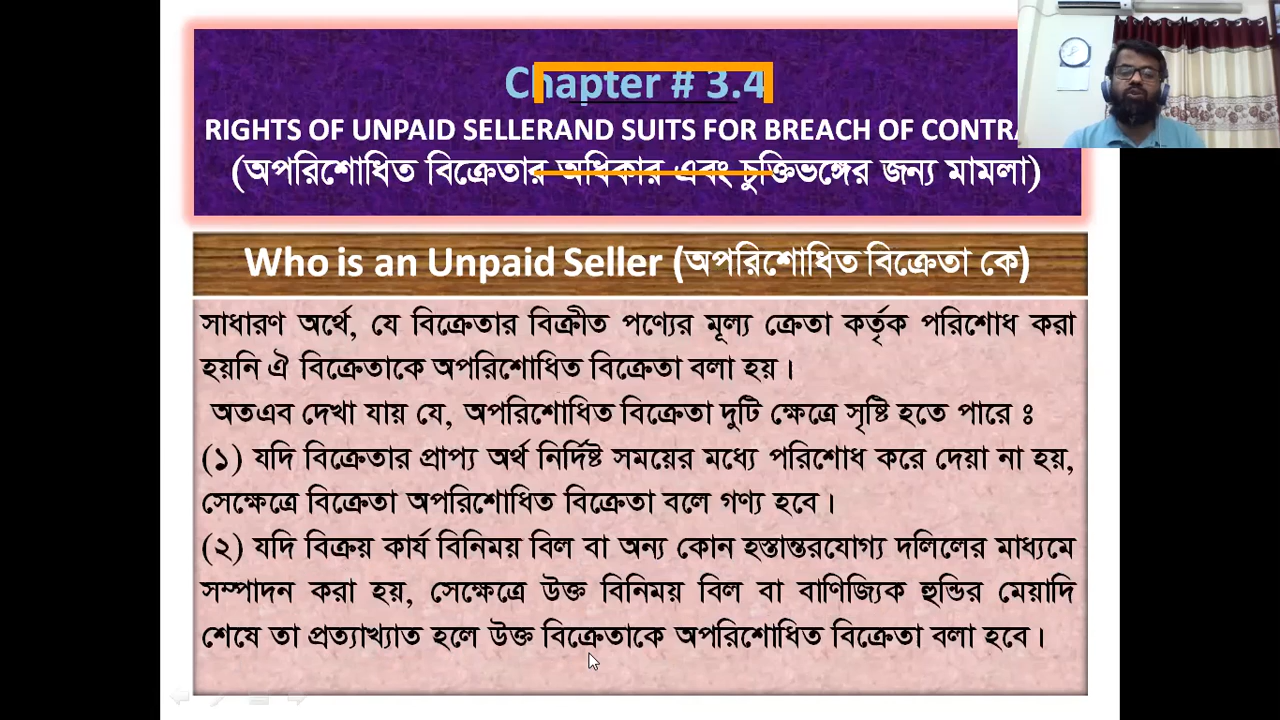 Chapter # 3.4
RIGHTS OF UNPAID SELLERAND SUITS FOR BREACH OF
(অপরিশোধিত বিক্রেতার অধিকার এবং চুক্তিভঙ্গের জন্য মামলা)
Who is an Unpaid Seller (অপরিশোধিত বিক্রেতা কে)
সাধারণ অর্থে, যে বিক্রেতার বিক্রীত পণ্যের মূল্য ক্রেতা কর্তৃক পরিশোধ করা
হয়নি ঐ বিক্রেতাকে অপরিশোধিত বিক্রেতা বলা হয়।
অতএব দেখা যায় যে, অপরিশোধিত বিক্রেতা দুটি ক্ষেত্রে সৃষ্টি হতে পারে ঃ
(১) যদি বিক্রেতার প্রাপ্য অর্থ নির্দিষ্ট সময়ের মধ্যে পরিশোধ করে দেয়া না হয়,
সেক্ষেত্রে বিক্রেতা অপরিশোধিত বিক্রেতা বলে গণ্য হবে।
(২) যদি বিক্রয় কার্য বিনিময় বিল বা অন্য কোন হস্তান্তরযোগ্য দলিলের মাধ্যমে
সম্পাদন করা হয়, সেক্ষেত্রে উক্ত বিনিময় বিল বা বাণিজ্যিক হুন্ডির মেয়াদি
শেষে তা প্রত্যাখ্যাত হলে উক্ত বিক্রেতাকে অপরিশোধিত বিক্রেতা বলা হবে।